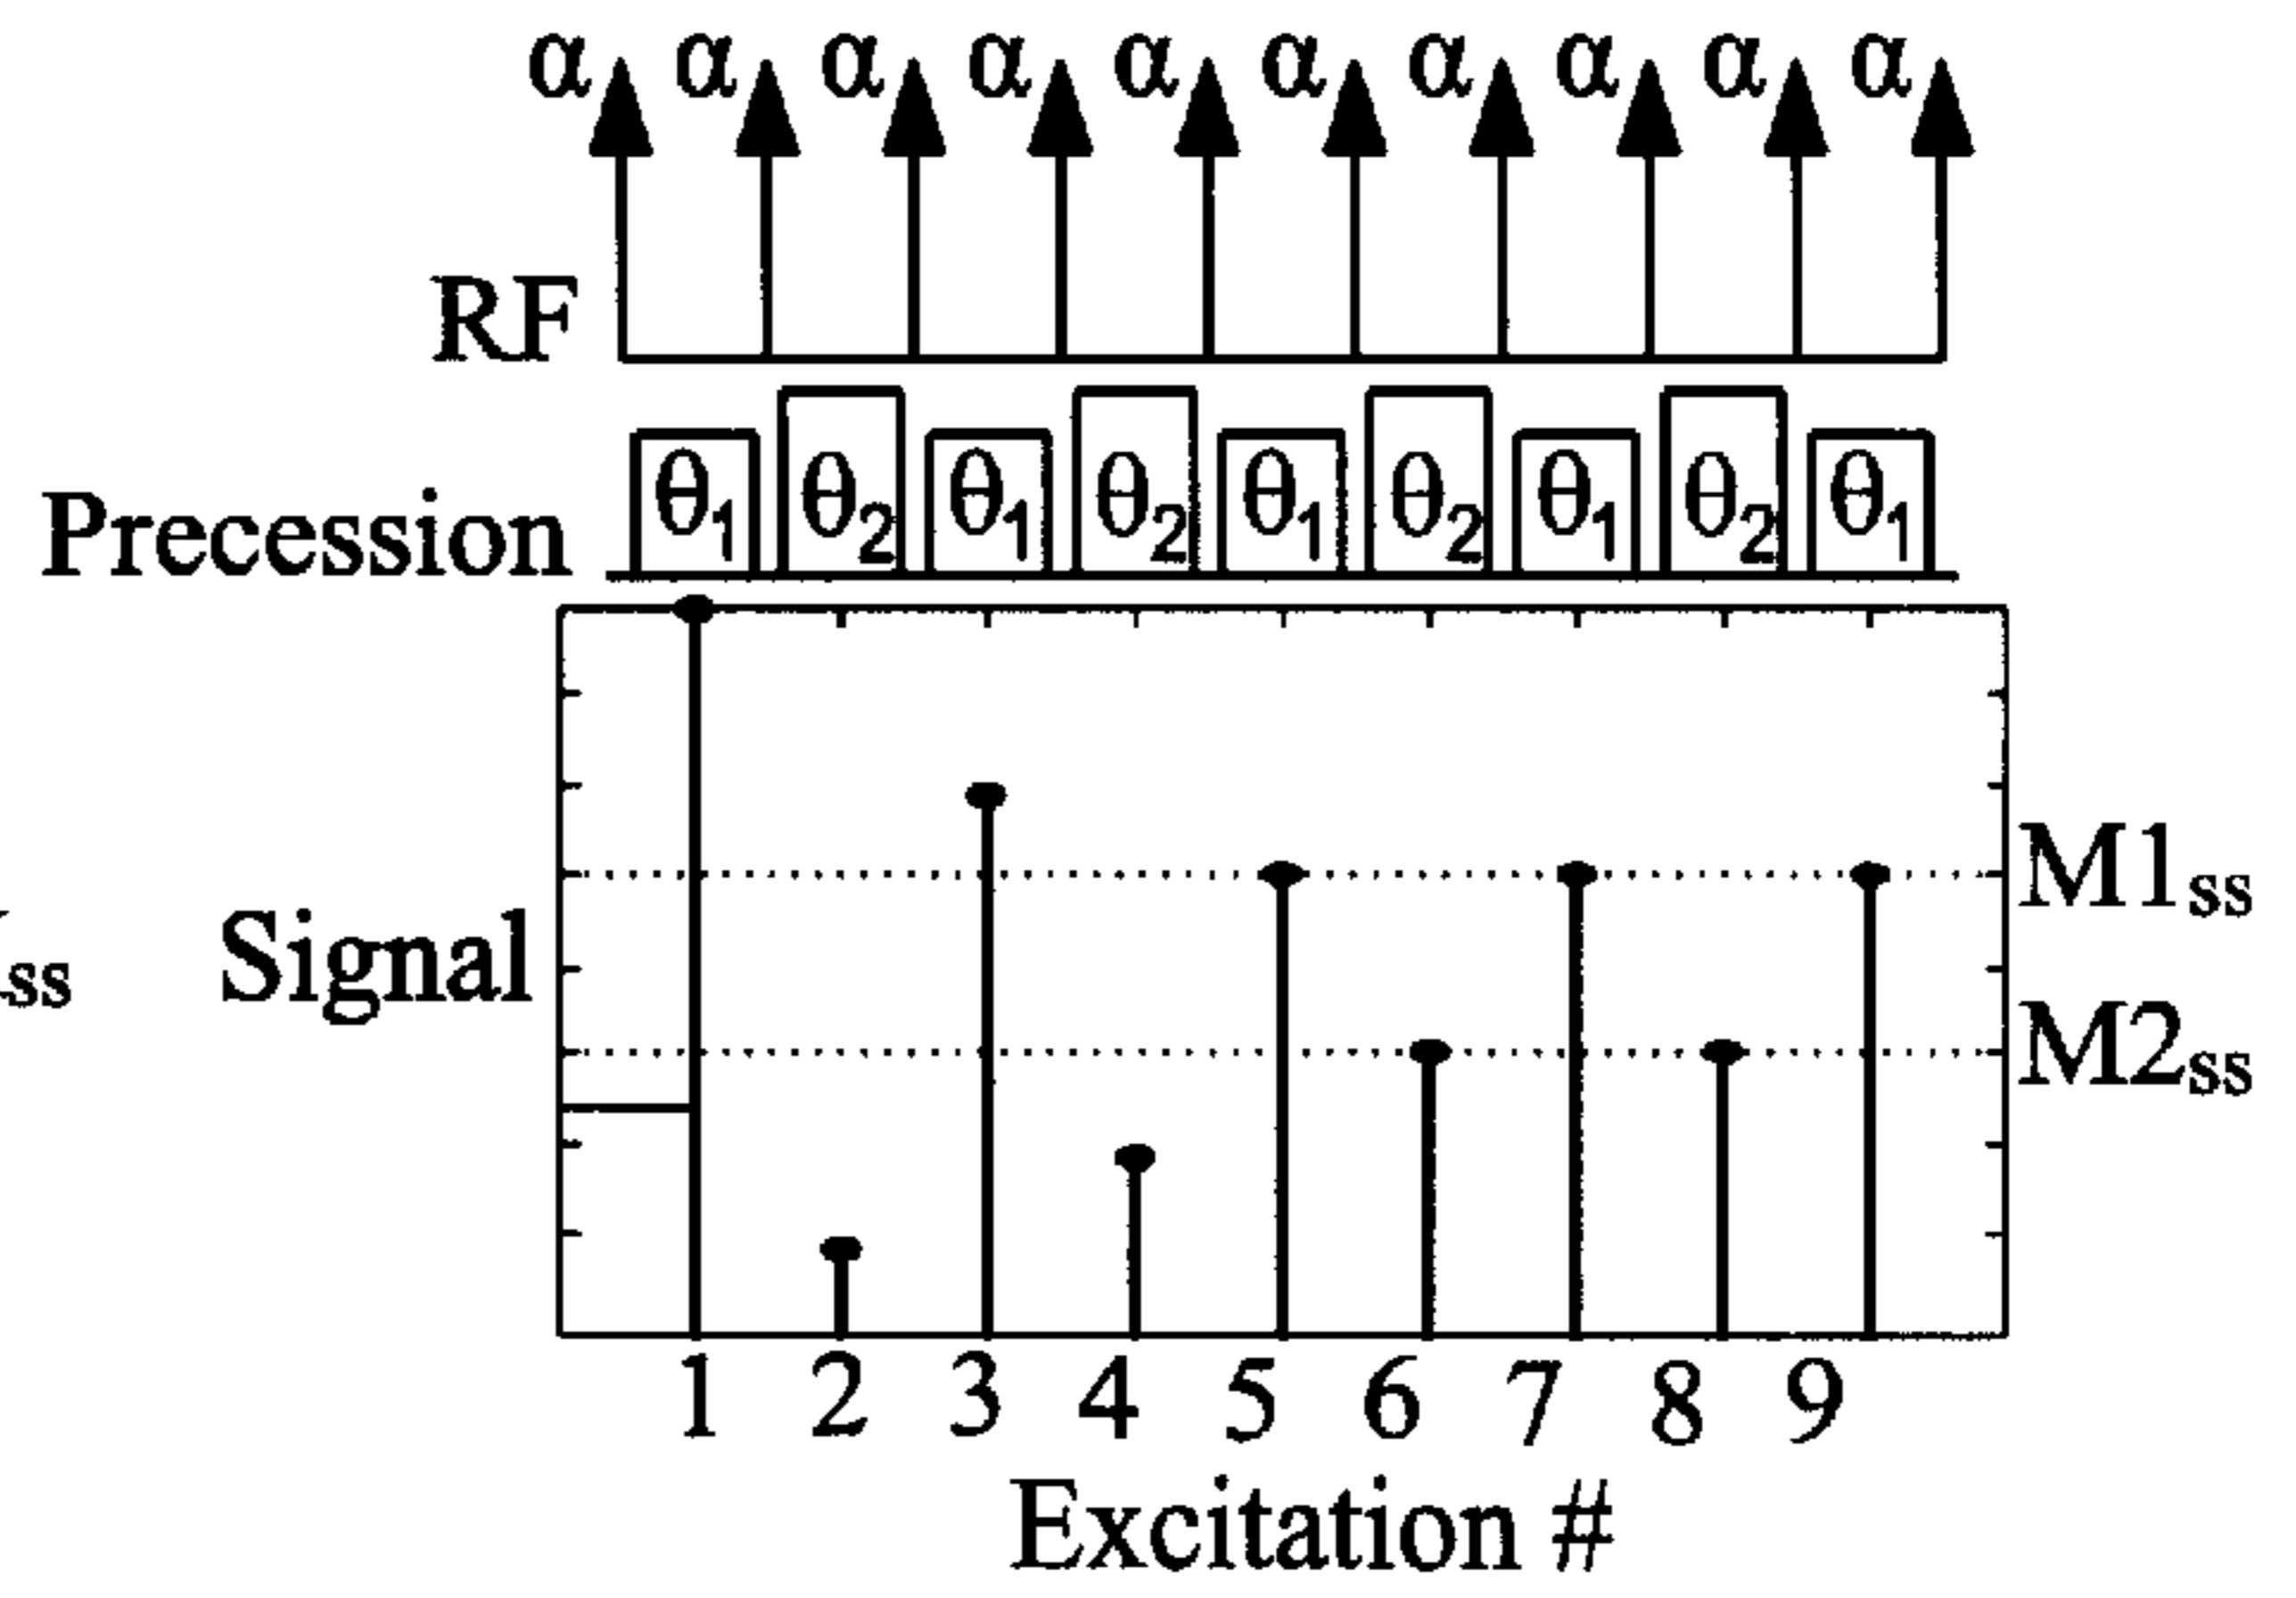 α α α α α α α α α α
RF
Precession θ1 θ2 θ1 θ2 θ1 θ2 θ1 θ2 θ1
M1ss
ss Signal
M2ss
1 2 3 4 5 6 7 8 9
Excitation #